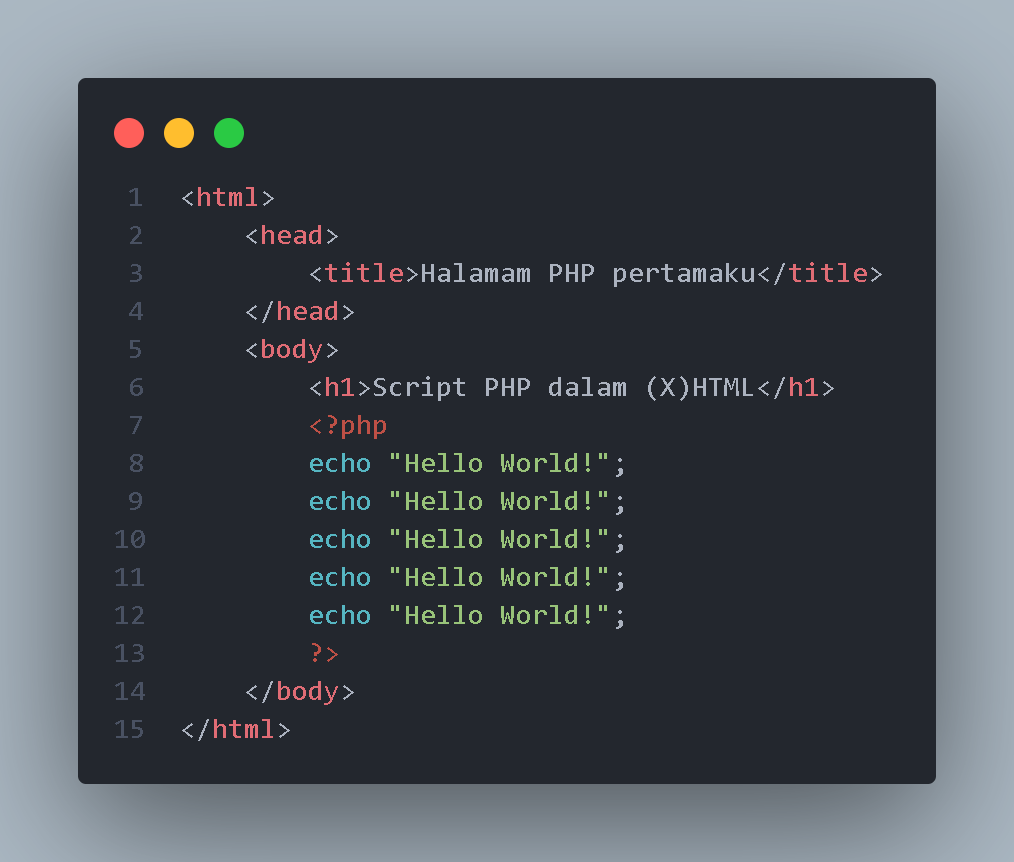 1 <html>
2     <head>
3         <title>Halamam PHP pertamaku</title>
4     </head>
5     <body>
6         <h1>Script PHP dalam (X)HTML</h1>
7         <?php
8         echo "Hello World!";
9         echo "Hello World!";
10         echo "Hello World!";
11         echo "Hello World!";
12         echo "Hello World!";
13         ?>
14     </body>
15 </html>